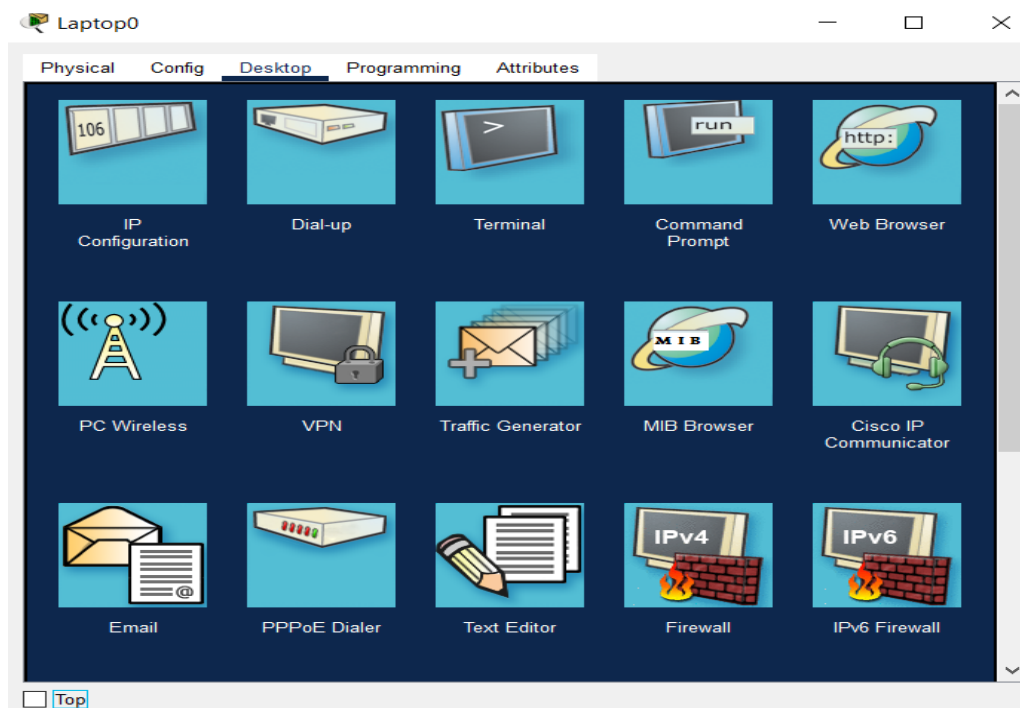 Laptop0
Physical Config Desktop Programming Attributes
106
>
run
http:
IP
Configuration
Dial-up
Terminal
Command
Prompt
Web Browser
MIB
PC Wireless
VPN
Traffic Generator
MIB Browser
Cisco IP
Communicator
@
IPv4
IPv6
Email
PPPoE Dialer
Text Editor
Firewall
IPv6 Firewall
Top